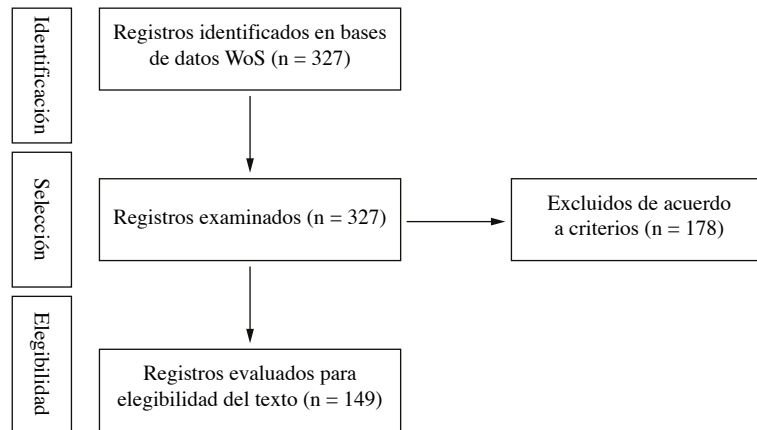 Identificación
Registros identificados en bases
de datos WoS (n = 327)
Selección
Registros examinados (n = 327)
Excluidos de acuerdo
a criterios (n = 178)
Elegibilidad
Registros evaluados para
elegibilidad del texto (n = 149)